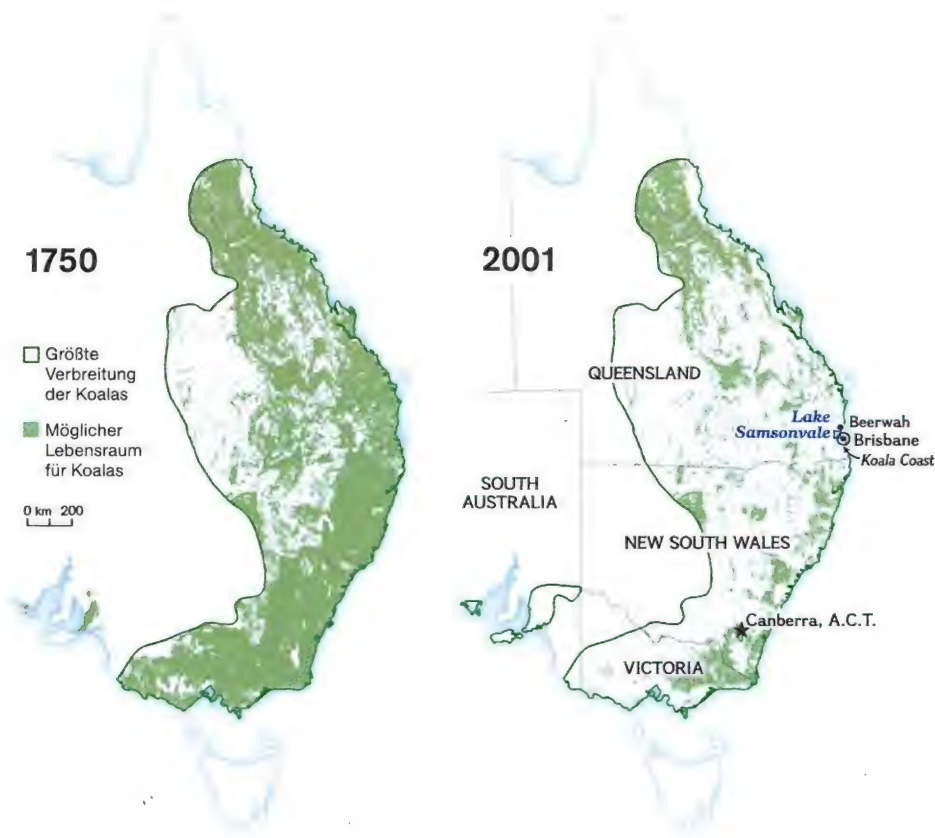 1750
Größte
Verbreitung
der Koalas
Möglicher
Lebensraum
für Koalas
0 km 200
2001
QUEENSLAND
Lake
Samsonvale
Beerwah
Brisbane
Koala Coast
SOUTH
AUSTRALIA
NEW SOUTH WALES
Canberra, A.C.T.
VICTORIA